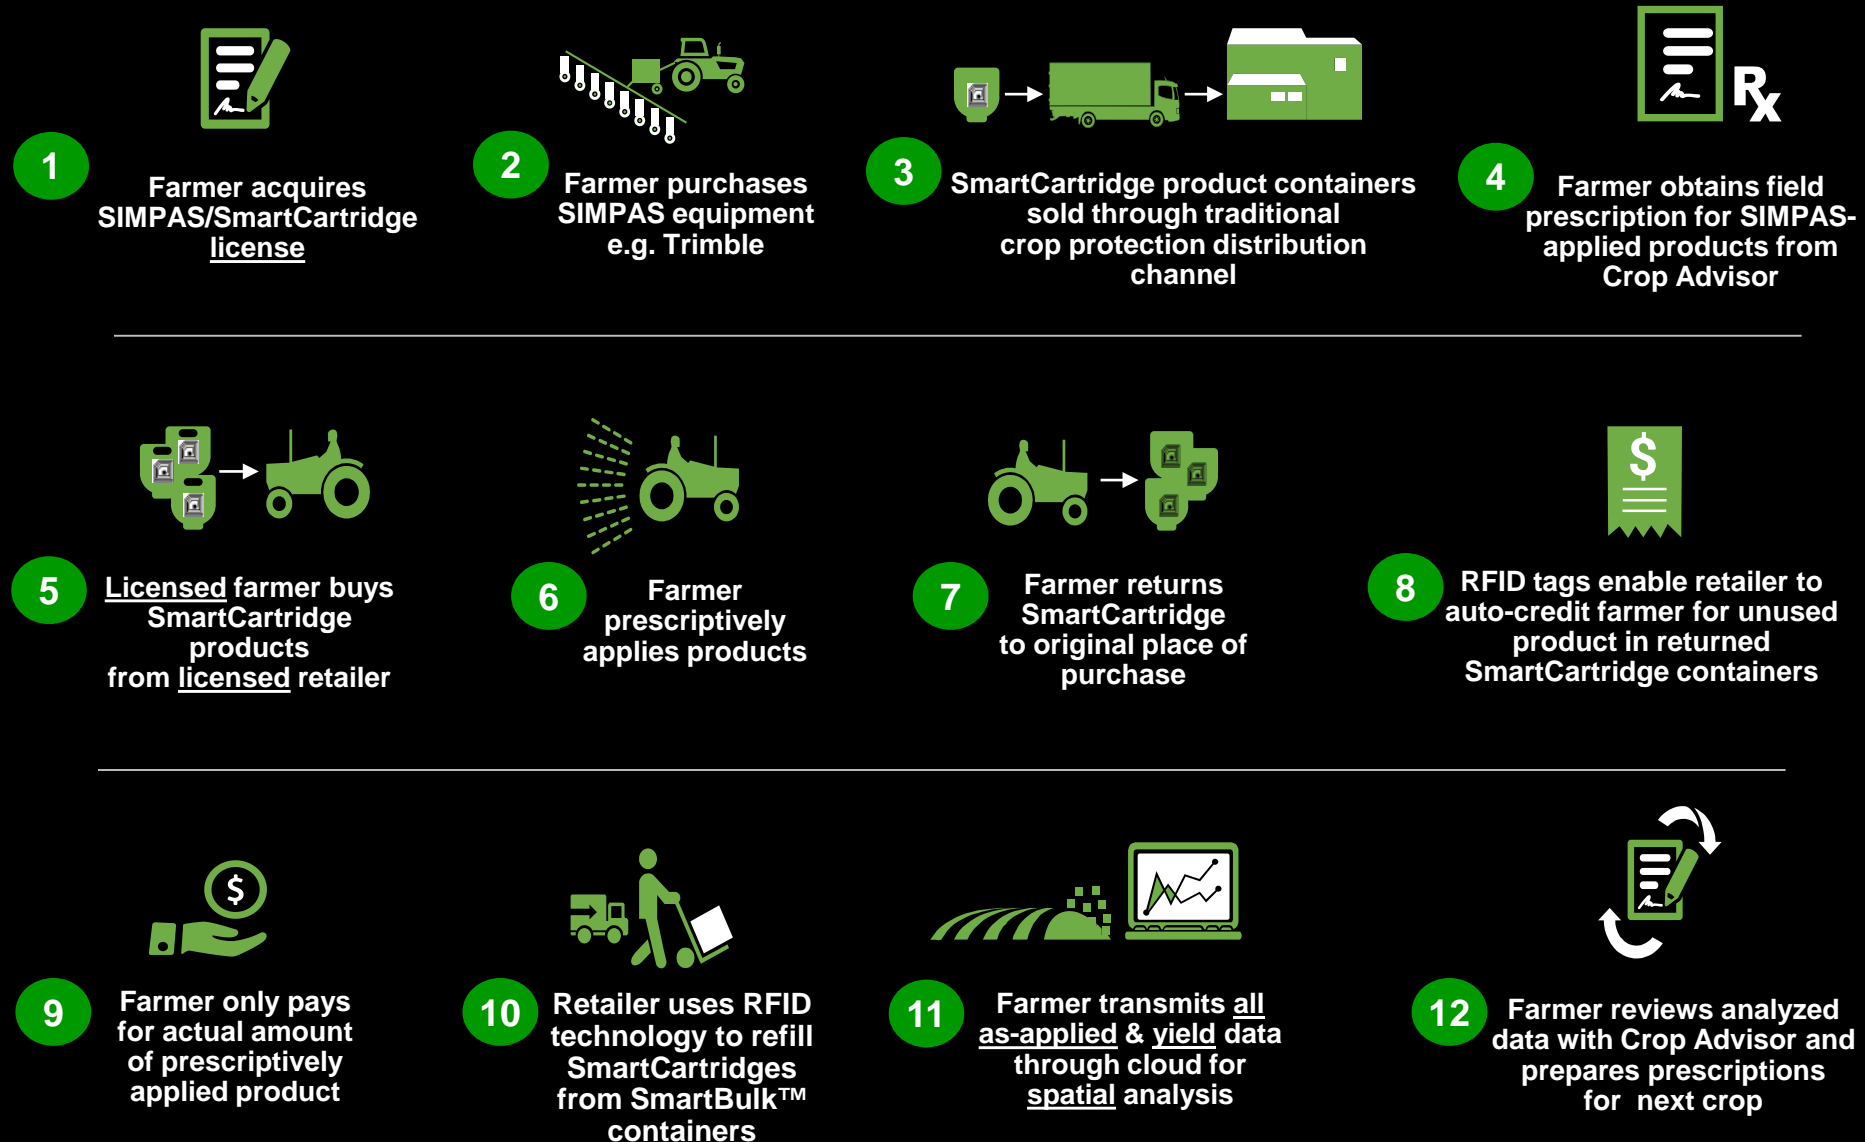 1
Farmer acquires
SIMPAS/SmartCartridge
license
2
Farmer purchases
SIMPAS equipment
e.g. Trimble
3
SmartCartridge product containers
sold through traditional
crop protection distribution
channel
Rx
4
Farmer obtains field
prescription for SIMPAS-
applied products from
Crop Advisor
5
Licensed farmer buys
SmartCartridge
products
from licensed retailer
6
Farmer
prescriptively
applies products
7
Farmer returns
SmartCartridge
to original place of
purchase
$
8
RFID tags enable retailer to
auto-credit farmer for unused
product in returned
SmartCartridge containers
$
9
Farmer only pays
for actual amount
of prescriptively
applied product
10
Retailer uses RFID
technology to refill
SmartCartridges
from SmartBulk™
containers
11
Farmer transmits all
as-applied & yield data
through cloud for
spatial analysis
12
Farmer reviews analyzed
data with Crop Advisor and
prepares prescriptions
for next crop